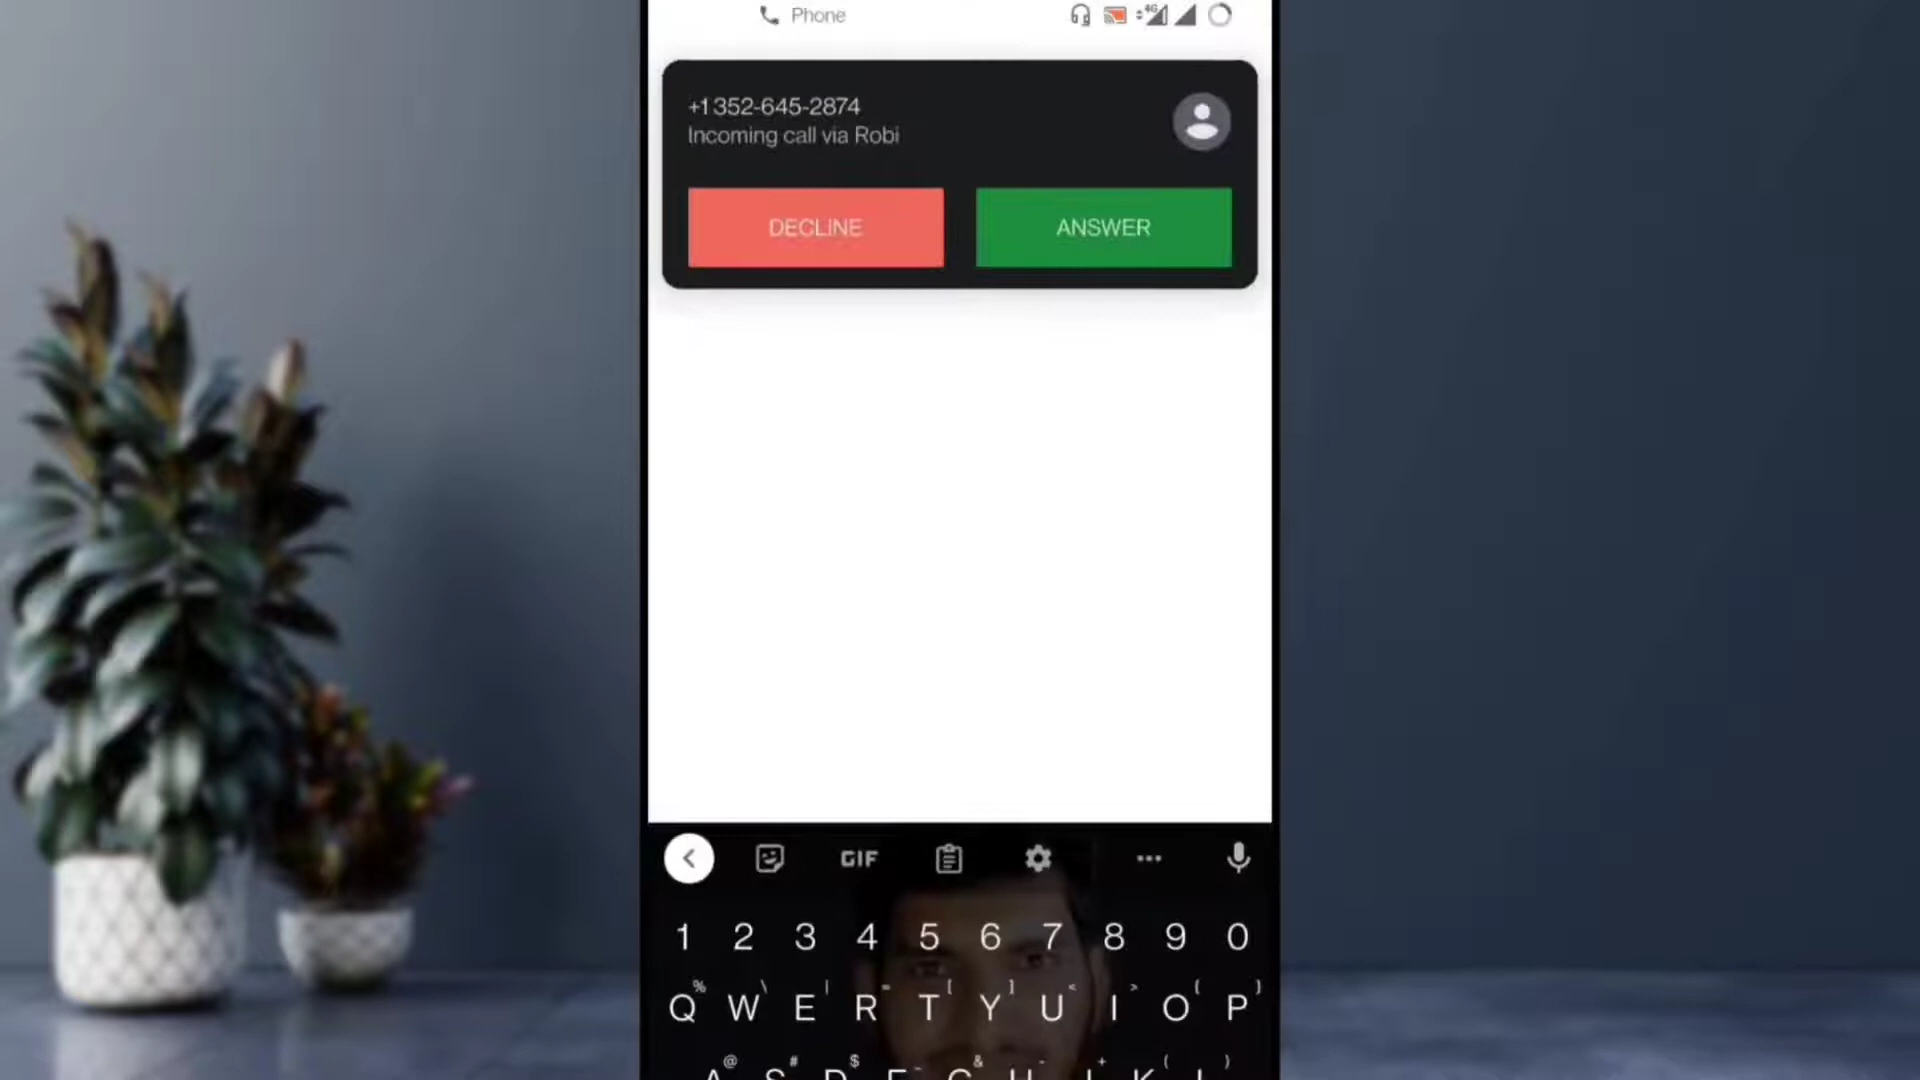 Phone
4G
+1 352-645-2874
Incoming call via Robi
DECLINE
ANSWER
GIF
1 2 3 4 5 6 7 8 9 0
% \ | = [ ] < > { }
Q W E R T Y U I O P
@ # $ - & - + ( )
A S D F G H J K L